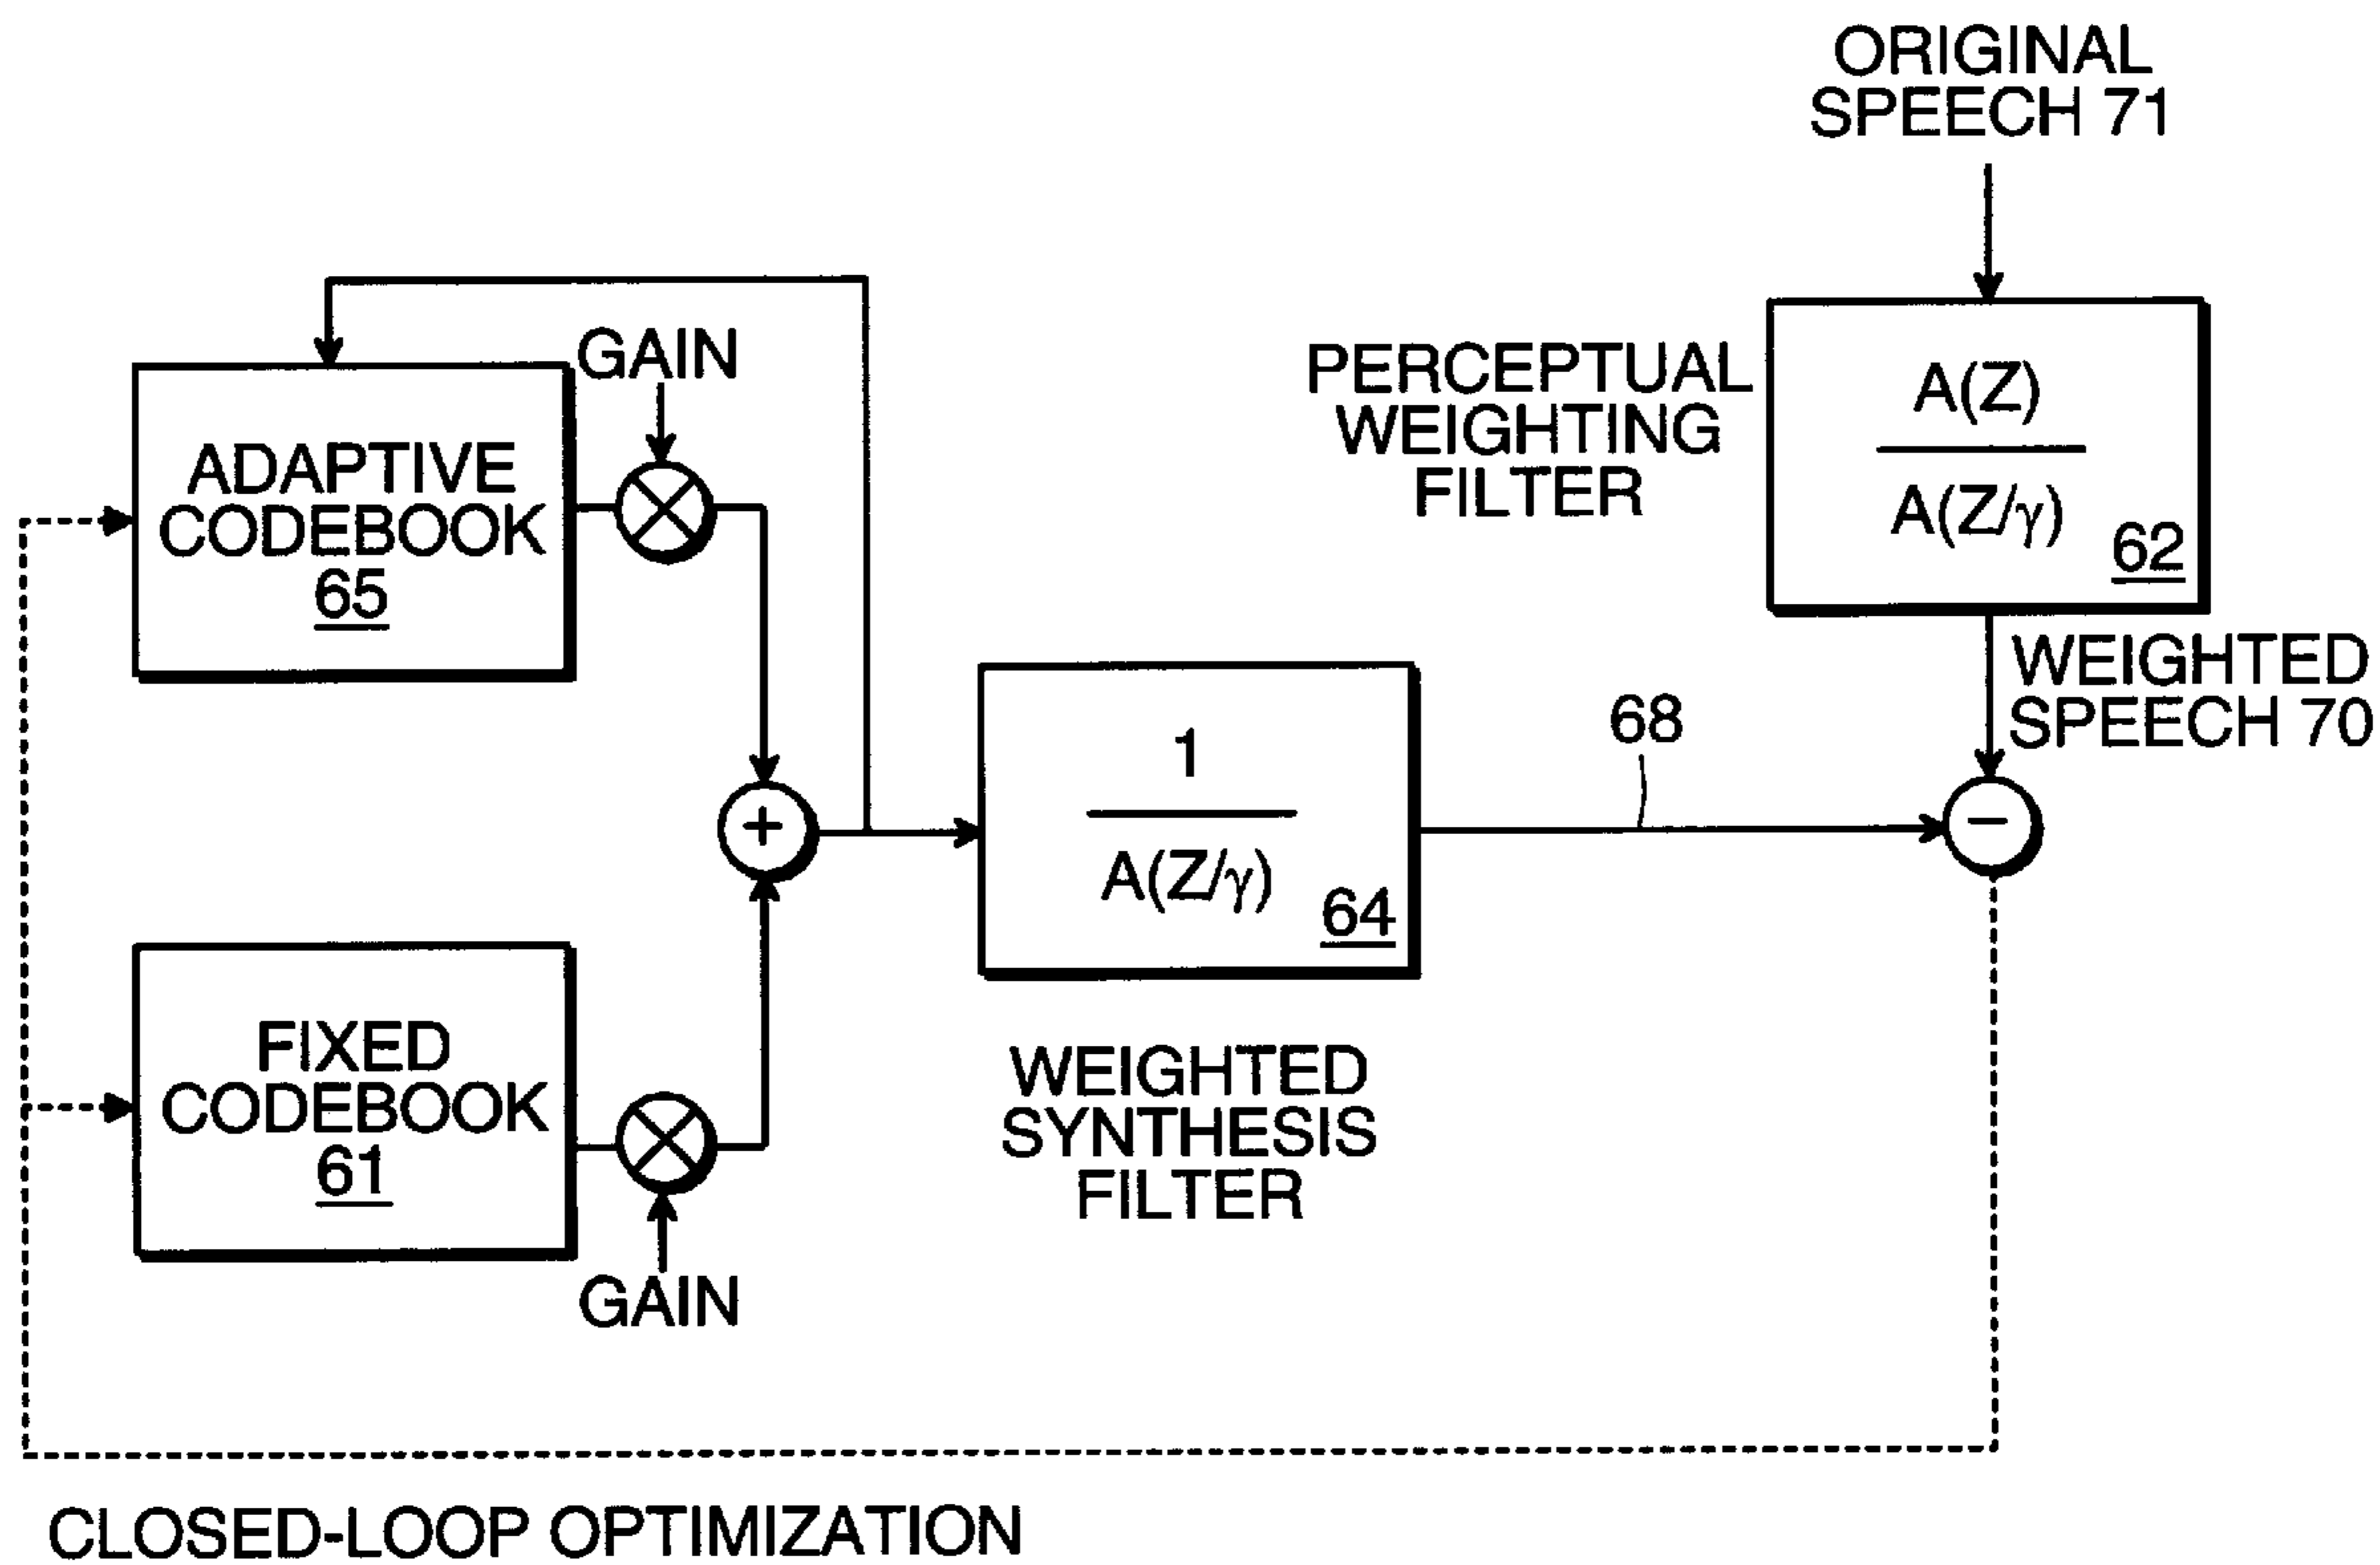 ORIGINAL
SPEECH 71
GAIN
ADAPTIVE
CODEBOOK
65
PERCEPTUAL
WEIGHTING
FILTER
A(Z)
A(Z/γ)
62
WEIGHTED
SPEECH 70
68
+
−
1
A(Z/γ)
64
WEIGHTED
SYNTHESIS
FILTER
FIXED
CODEBOOK
61
GAIN
CLOSED-LOOP OPTIMIZATION